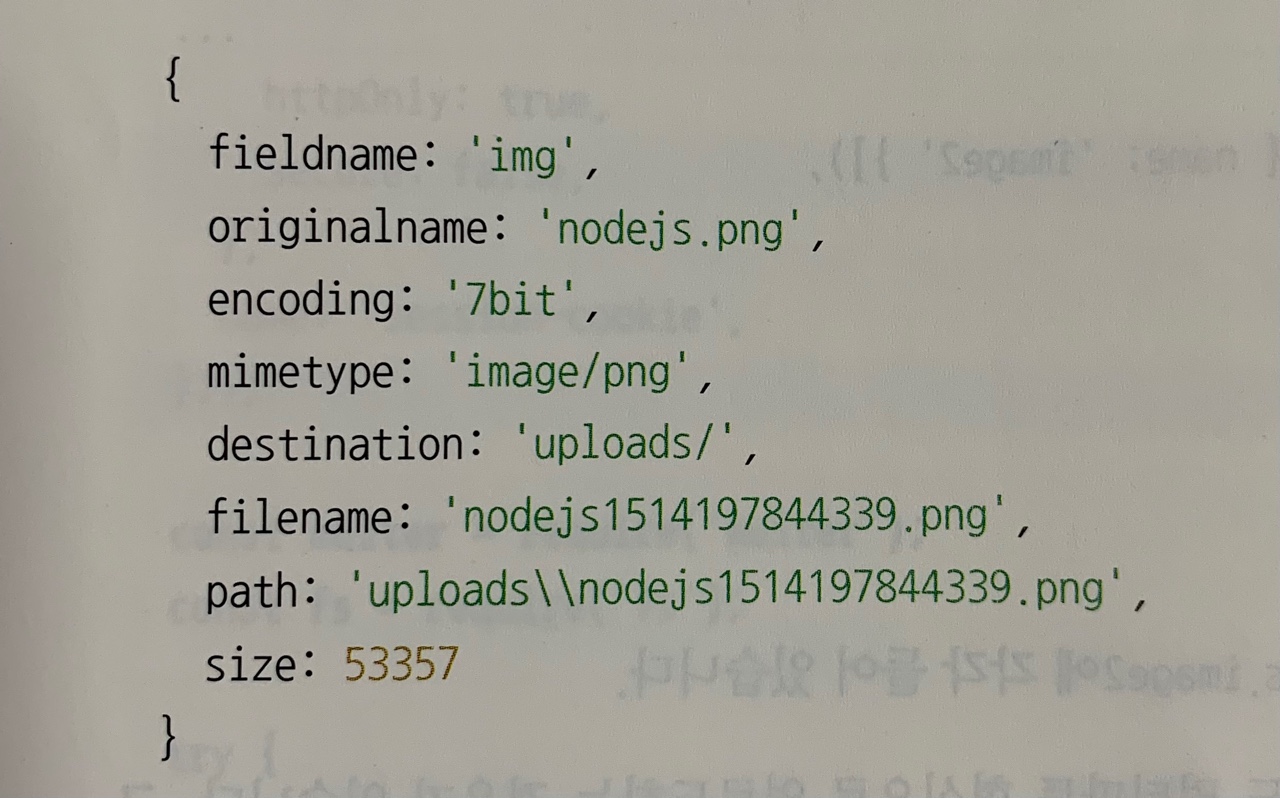 {
fieldname: 'img',
originalname: 'nodejs.png',
encoding: '7bit',
mimetype: 'image/png',
destination: 'uploads/',
filename: 'nodejs1514197844339.png',
path: 'uploads\\nodejs1514197844339.png',
size: 53357
}